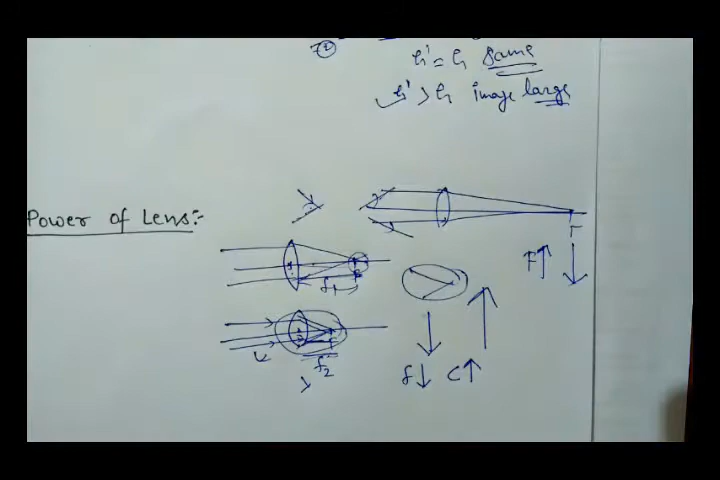 h' = h same
h' > h image large
Power of Lens:-
F
F↑
f₁
f₂
f↓ C↑